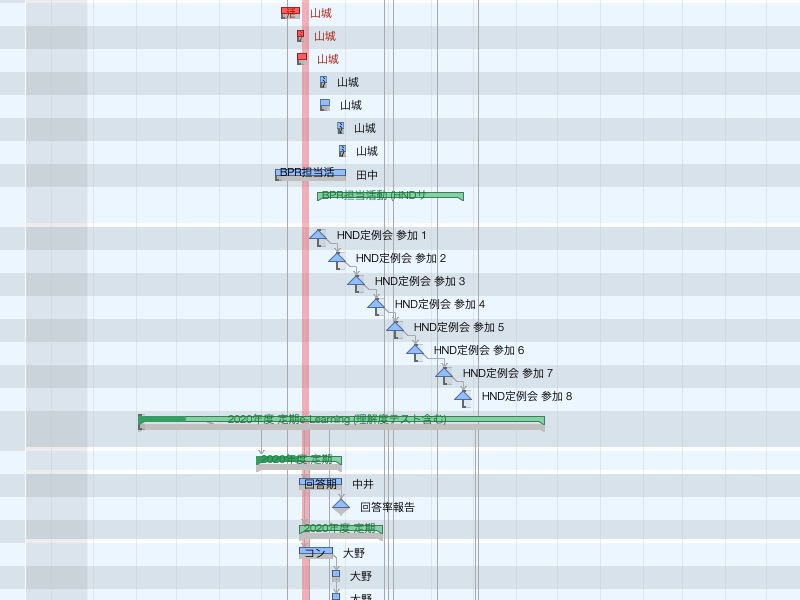 山城
山城
山城
山城
山城
山城
山城
BPR担当活 田中
BPR担当活動 (HNDサ
HND定例会 参加 1
HND定例会 参加 2
HND定例会 参加 3
HND定例会 参加 4
HND定例会 参加 5
HND定例会 参加 6
HND定例会 参加 7
HND定例会 参加 8
2020年度 定期e-Learning (理解度テスト含む)
2020年度 定期
回答期 中井
回答率報告
2020年度 定期
コン 大野
大野
大野